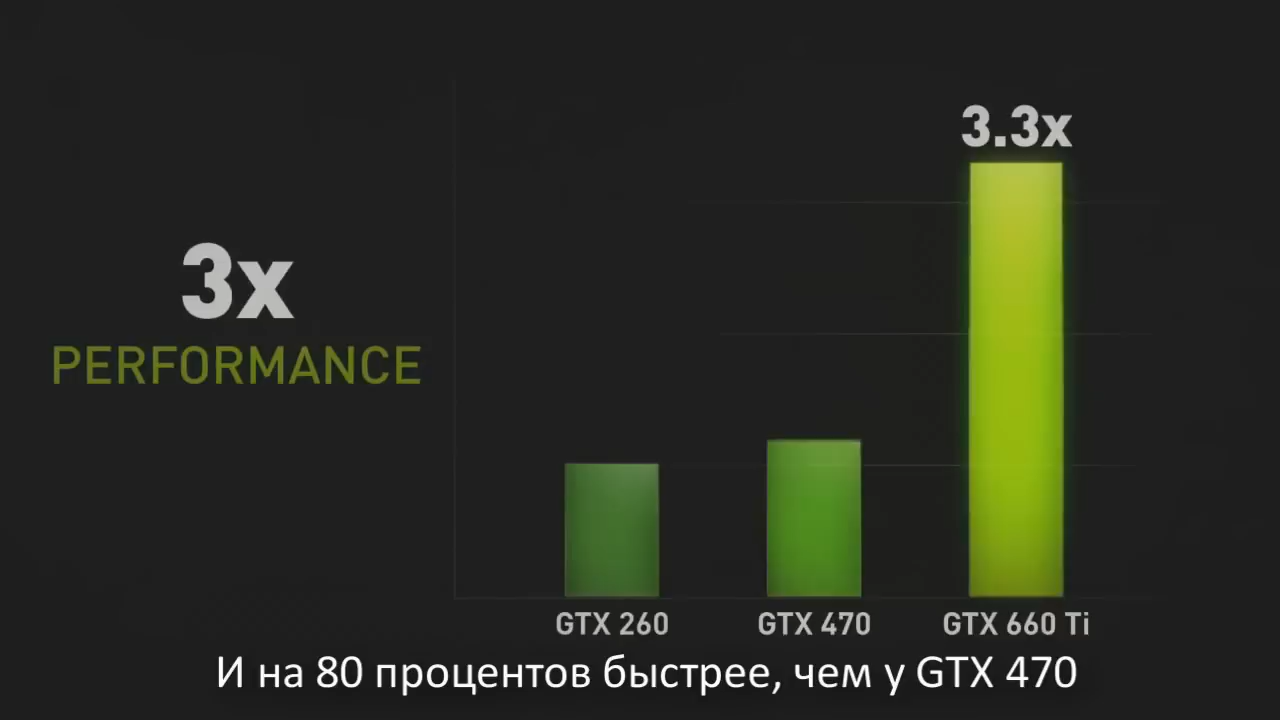 3.3x
3x
PERFORMANCE
GTX 260 GTX 470 GTX 660 Ti
И на 80 процентов быстрее, чем у GTX 470